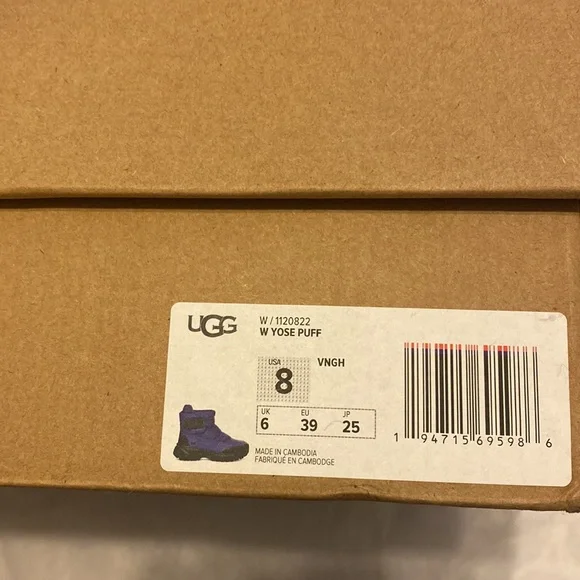 UGG
W / 1120822
W YOSE PUFF
USA
8
VNGH
UK EU JP
6 39 25
MADE IN CAMBODIA
FABRIQUÉ EN CAMBODGE
1 94715 69598 6